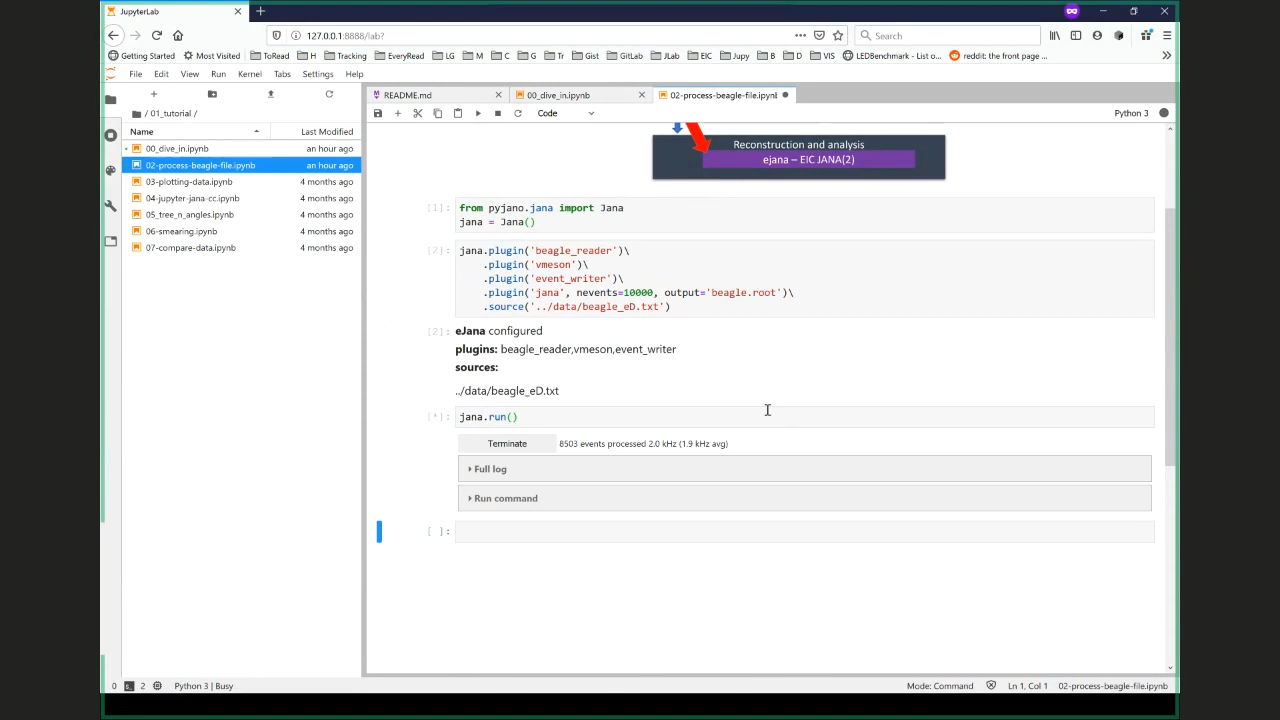 JupyterLab
127.0.0.1:8888/lab?
Search
Getting Started Most Visited ToRead H Tracking EveryRead LG M C G Tr Gist GitLab JLab EIC Jupy B D VIS LEDBenchmark - List o... reddit: the front page ...
File Edit View Run Kernel Tabs Settings Help
README.md 00_dive_in.ipynb 02-process-beagle-file.ipynb
/ 01_tutorial /
Code
Python 3
Name Last Modified
00_dive_in.ipynb an hour ago
02-process-beagle-file.ipynb an hour ago
03-plotting-data.ipynb 4 months ago
04-jupyter-jana-cc.ipynb 4 months ago
05_tree_n_angles.ipynb 4 months ago
06-smearing.ipynb 4 months ago
07-compare-data.ipynb 4 months ago
Reconstruction and analysis
ejana – EIC JANA(2)
[1]: from pyjano.jana import Jana
jana = Jana()
[2]: jana.plugin('beagle_reader')\
.plugin('vmeson')\
.plugin('event_writer')\
.plugin('jana', nevents=10000, output='beagle.root')\
.source('../data/beagle_eD.txt')
[2]: eJana configured
plugins: beagle_reader,vmeson,event_writer
sources:
../data/beagle_eD.txt
[*]: jana.run()
Terminate 8503 events processed 2.0 kHz (1.9 kHz avg)
Full log
Run command
[ ]:
0 2 Python 3 | Busy Mode: Command Ln 1, Col 1 02-process-beagle-file.ipynb